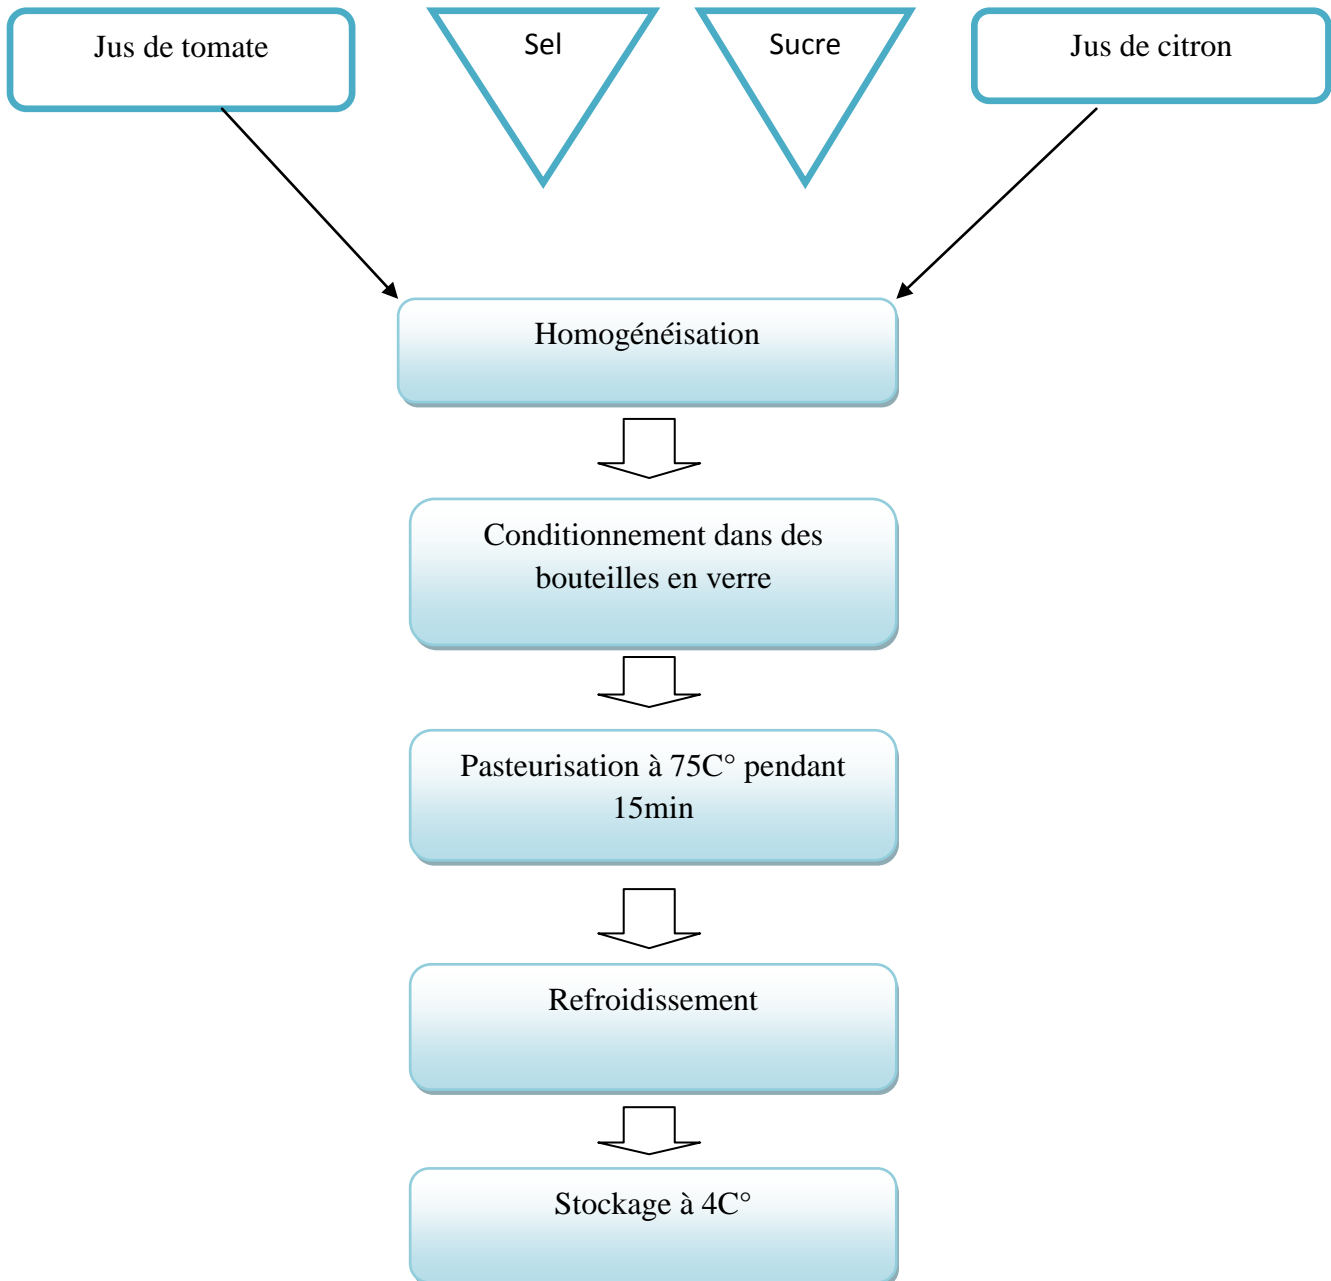 Jus de tomate
Sel
Sucre
Jus de citron
Homogénéisation
Conditionnement dans des
bouteilles en verre
Pasteurisation à 75C° pendant
15min
Refroidissement
Stockage à 4C°